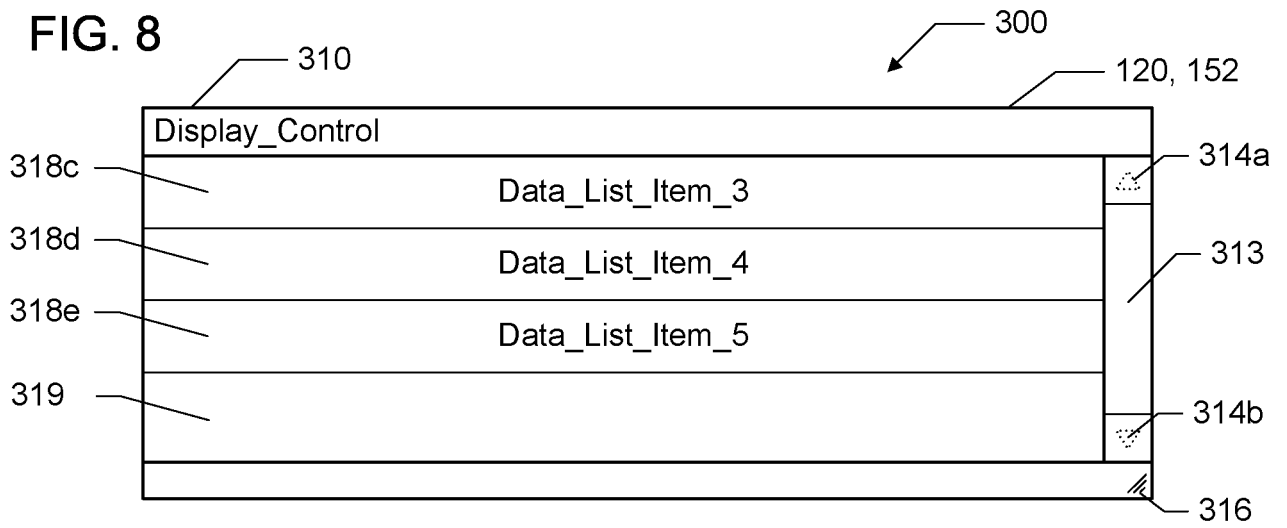 FIG. 8
300
310
120, 152
Display_Control
318c
Data_List_Item_3
314a
318d
Data_List_Item_4
313
318e
Data_List_Item_5
319
314b
316